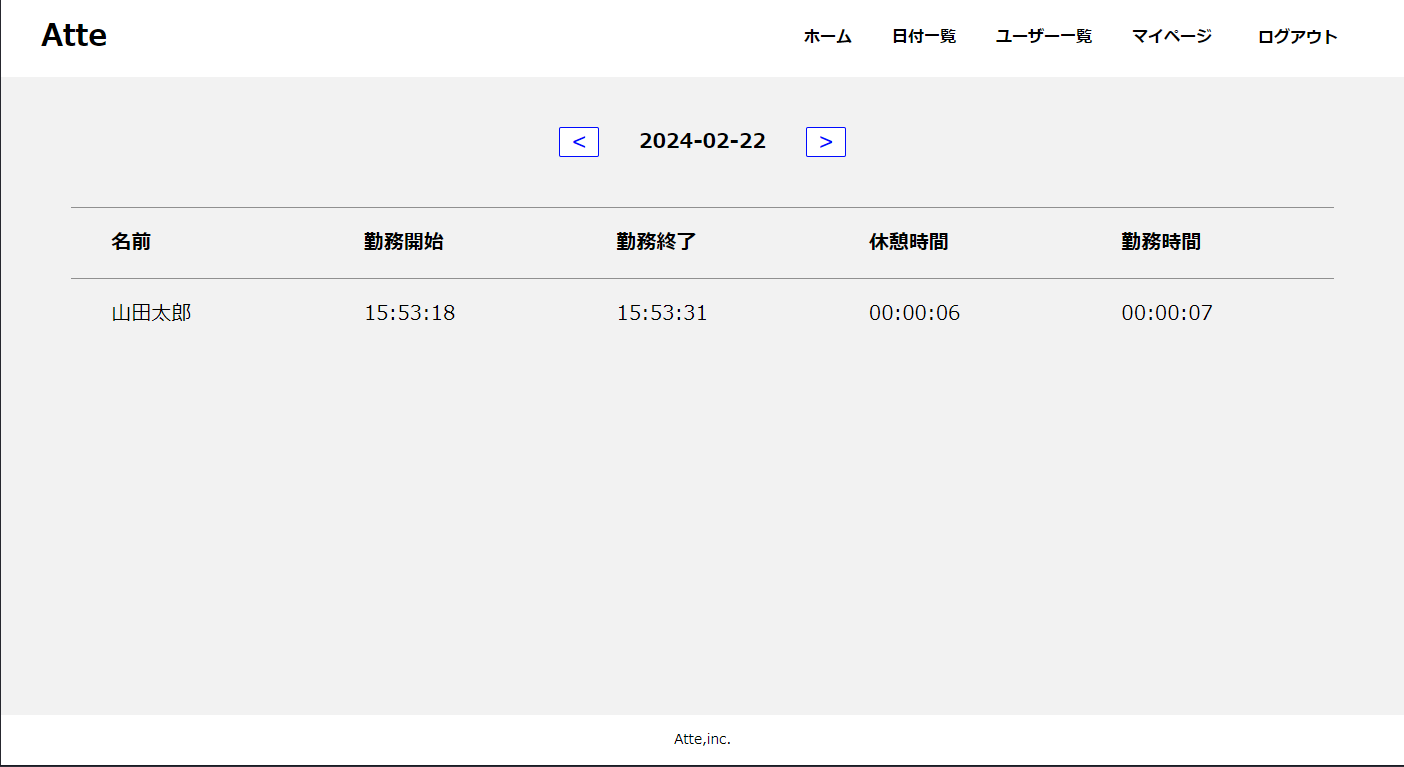 Atte ホーム 日付一覧 ユーザー一覧 マイページ ログアウト
< 2024-02-22 >
名前 勤務開始 勤務終了 休憩時間 勤務時間
山田太郎 15:53:18 15:53:31 00:00:06 00:00:07
Atte,inc.